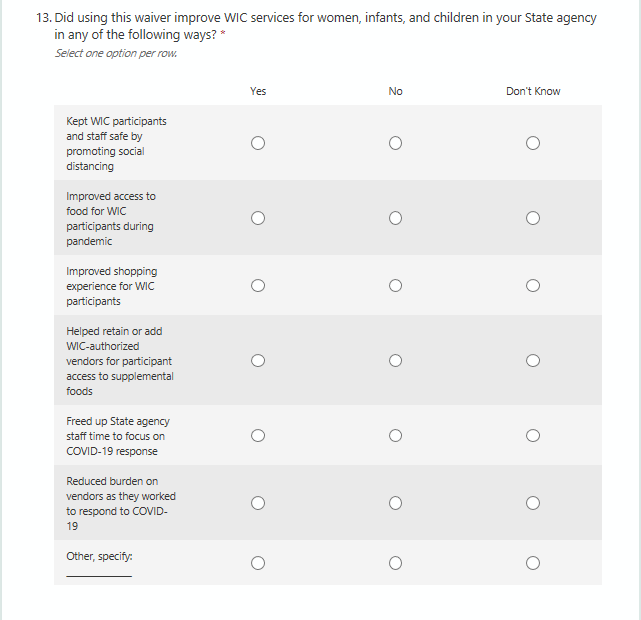 13. Did using this waiver improve WIC services for women, infants, and children in your State agency
in any of the following ways? *
Select one option per row.
Yes No Don't Know
Kept WIC participants
and staff safe by
promoting social
distancing
Improved access to
food for WIC
participants during
pandemic
Improved shopping
experience for WIC
participants
Helped retain or add
WIC-authorized
vendors for participant
access to supplemental
foods
Freed up State agency
staff time to focus on
COVID-19 response
Reduced burden on
vendors as they worked
to respond to COVID-
19
Other, specify: